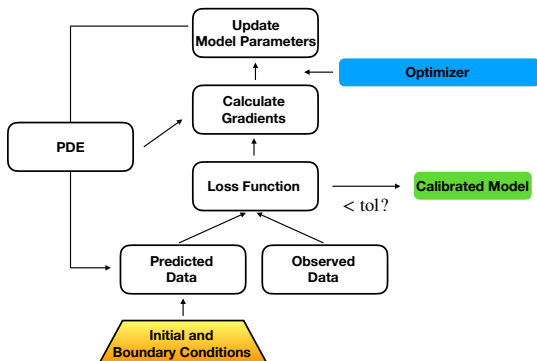 Update
Model Parameters
Optimizer
Calculate
Gradients
PDE
Loss Function
Calibrated Model
< tol?
Predicted
Data
Observed
Data
Initial and
Boundary Conditions